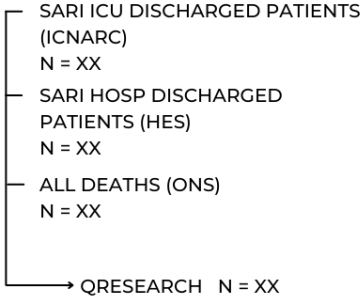 SARI ICU DISCHARGED PATIENTS
(ICNARC)
N = XX
SARI HOSP DISCHARGED
PATIENTS (HES)
N = XX
ALL DEATHS (ONS)
N = XX
QRESEARCH N = XX